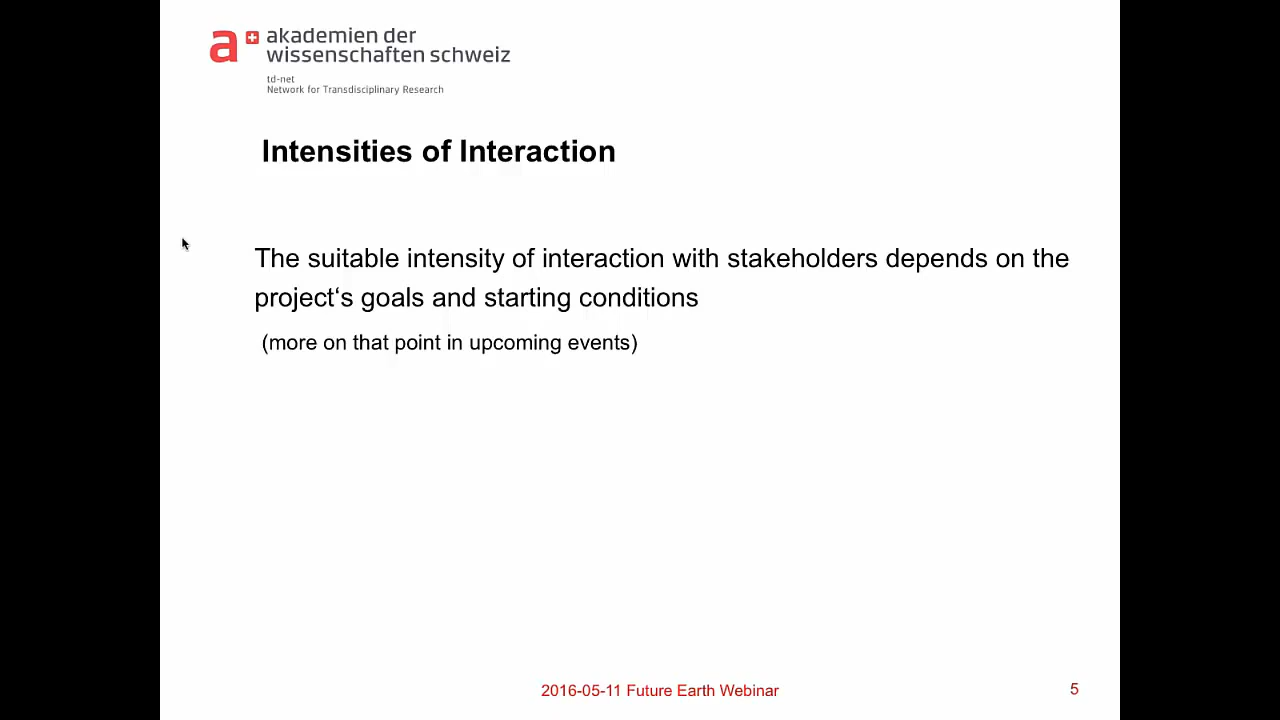 a
akademien der
wissenschaften schweiz
td-net
Network for Transdisciplinary Research
Intensities of Interaction
The suitable intensity of interaction with stakeholders depends on the
project‘s goals and starting conditions
(more on that point in upcoming events)
2016-05-11 Future Earth Webinar
5